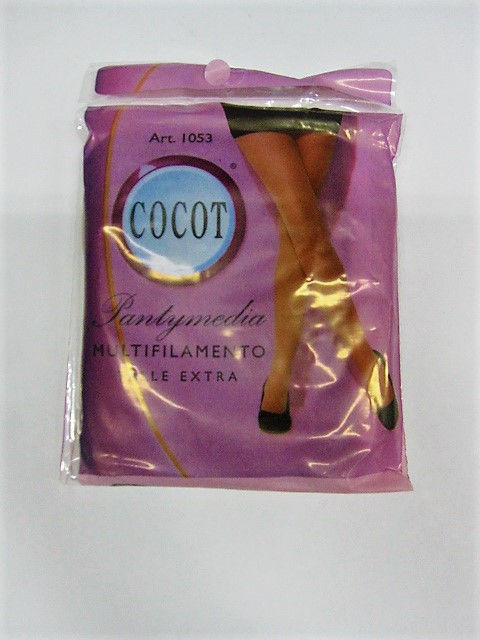 Art. 1053
®
COCOT
Pantymedia
MULTIFILAMENTO
EXTRA